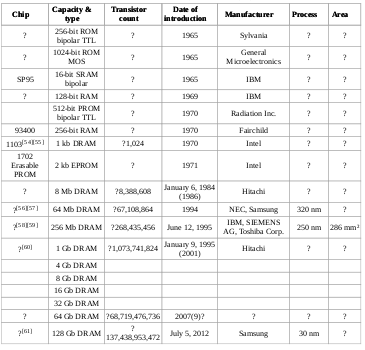 Chip Capacity & type Transistor count Date of introduction Manufacturer Process Area
? 256-bit ROM bipolar TTL ? 1965 Sylvania ? ?
? 1024-bit ROM MOS ? 1965 General Microelectronics ? ?
SP95 16-bit SRAM bipolar ? 1965 IBM ? ?
? 128-bit RAM ? 1969 IBM ? ?
512-bit PROM bipolar TTL 1970 Radiation Inc. ? ?
93400 256-bit RAM ? 1970 Fairchild ? ?
1103[54][55] 1 kb DRAM ?1,024 1970 Intel ? ?
1702 Erasable PROM 2 kb EPROM ? 1971 Intel ? ?
? 8 Mb DRAM ?8,388,608 January 6, 1984 (1986) Hitachi ? ?
?[56][57] 64 Mb DRAM ?67,108,864 1994 NEC, Samsung 320 nm ?
?[58][59] 256 Mb DRAM ?268,435,456 June 12, 1995 IBM, SIEMENS AG, Toshiba Corp. 250 nm 286 mm²
?[60] 1 Gb DRAM ?1,073,741,824 January 9, 1995 (2001) Hitachi ? ?
4 Gb DRAM
8 Gb DRAM
16 Gb DRAM
32 Gb DRAM
? 64 Gb DRAM ?68,719,476,736 2007(9)? ? ? ?
?[61] 128 Gb DRAM ? 137,438,953,472 July 5, 2012 Samsung 30 nm ?